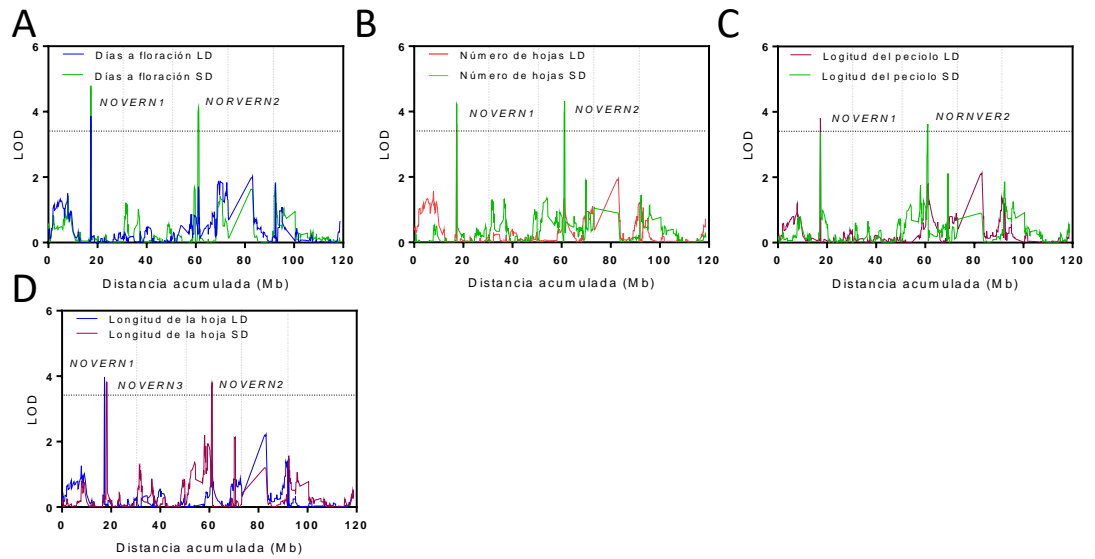 A
Días a floración LD
Días a floración SD
NOVERN1
NORVERN2
LOD
6
4
2
0
0 20 40 60 80 100 120
Distancia acumulada (Mb)
B
Número de hojas LD
Número de hojas SD
NOVERN1
NOVERN2
LOD
6
4
2
0
0 20 40 60 80 100 120
Distancia acumulada (Mb)
C
Logitud del peciolo LD
Logitud del peciolo SD
NOVERN1
NORNVER2
LOD
6
4
2
0
0 20 40 60 80 100 120
Distancia acumulada (Mb)
D
Longitud de la hoja LD
Longitud de la hoja SD
NOVERN1
NOVERN3
NOVERN2
LOD
6
4
2
0
0 20 40 60 80 100 120
Distancia acumulada (Mb)